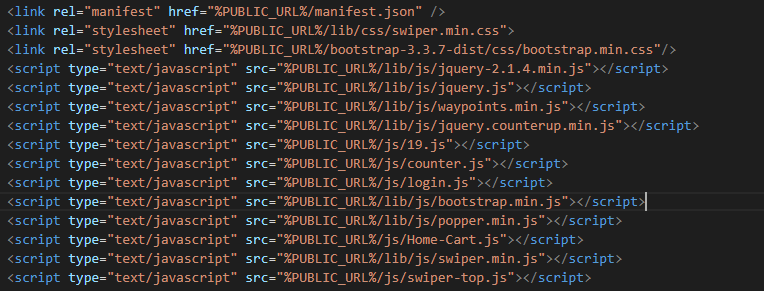 <link rel="manifest" href="%PUBLIC_URL%/manifest.json" />
<link rel="stylesheet" href="%PUBLIC_URL%/lib/css/swiper.min.css">
<link rel="stylesheet" href="%PUBLIC_URL%/bootstrap-3.3.7-dist/css/bootstrap.min.css"/>
<script type="text/javascript" src="%PUBLIC_URL%/lib/js/jquery-2.1.4.min.js"></script>
<script type="text/javascript" src="%PUBLIC_URL%/lib/js/jquery.js"></script>
<script type="text/javascript" src="%PUBLIC_URL%/lib/js/waypoints.min.js"></script>
<script type="text/javascript" src="%PUBLIC_URL%/lib/js/jquery.counterup.min.js"></script>
<script type="text/javascript" src="%PUBLIC_URL%/js/19.js"></script>
<script type="text/javascript" src="%PUBLIC_URL%/js/counter.js"></script>
<script type="text/javascript" src="%PUBLIC_URL%/js/login.js"></script>
<script type="text/javascript" src="%PUBLIC_URL%/lib/js/bootstrap.min.js"></script>
<script type="text/javascript" src="%PUBLIC_URL%/lib/js/popper.min.js"></script>
<script type="text/javascript" src="%PUBLIC_URL%/js/Home-Cart.js"></script>
<script type="text/javascript" src="%PUBLIC_URL%/lib/js/swiper.min.js"></script>
<script type="text/javascript" src="%PUBLIC_URL%/js/swiper-top.js"></script>